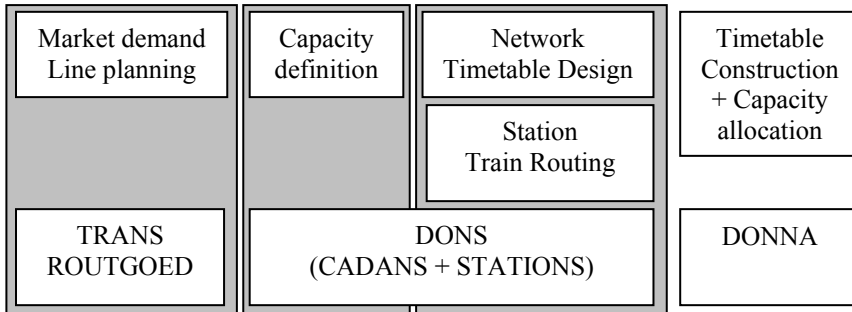 Market demand
Line planning
Capacity
definition
Network
Timetable Design
Timetable
Construction
+ Capacity
allocation
Station
Train Routing
TRANS
ROUTGOED
DONS
(CADANS + STATIONS)
DONNA